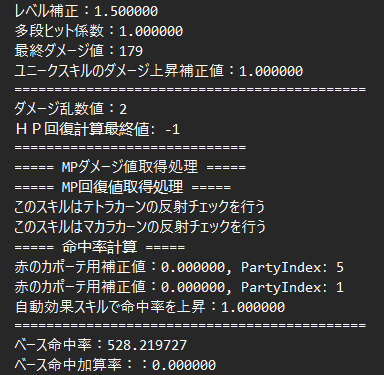 レベル補正：1.500000
多段ヒット係数：1.000000
最終ダメージ値：179
ユニークスキルのダメージ上昇補正値：1.000000
===========================================
ダメージ乱数値：2
ＨＰ回復計算最終値: -1
============================
===== MPダメージ値取得処理 =====
===== MP回復値取得処理 =====
このスキルはテトラカーンの反射チェックを行う
このスキルはマカラカーンの反射チェックを行う
===== 命中率計算 =====
赤のカポーテ用補正値：0.000000, PartyIndex: 5
赤のカポーテ用補正値：0.000000, PartyIndex: 1
自動効果スキルで命中率を上昇：1.000000
===========================================
ベース命中率：528.219727
ベース命中加算率：：0.000000